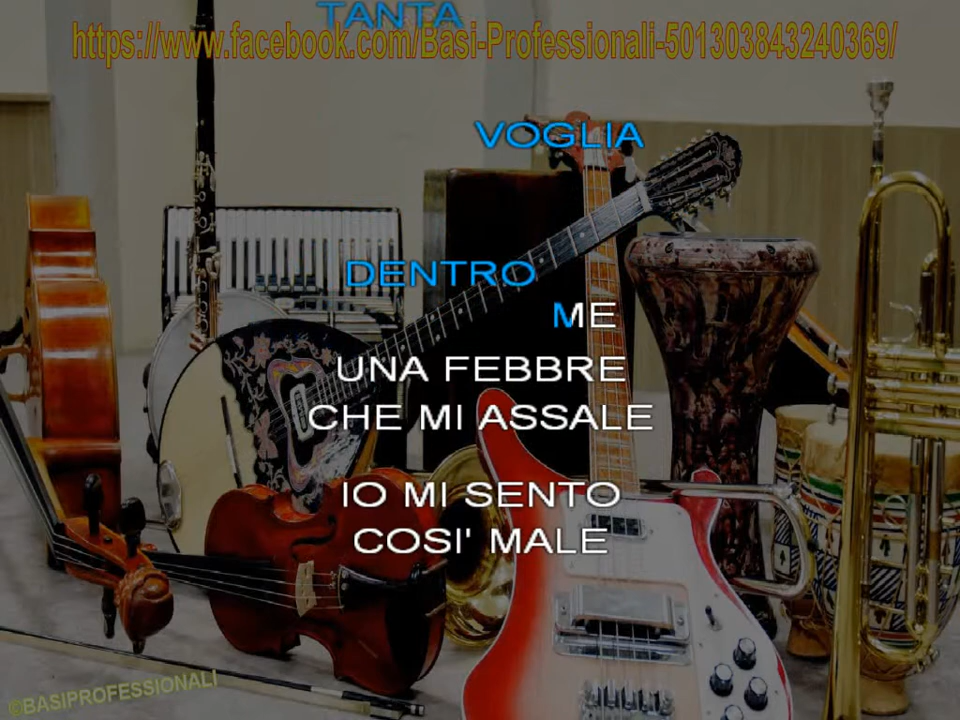 TANTA
https://www.facebook.com/Basi-Professionali-501303843240369/
VOGLIA
DENTRO
ME
UNA FEBBRE
CHE MI ASSALE
IO MI SENTO
COSI' MALE
©BASIPROFESSIONALI